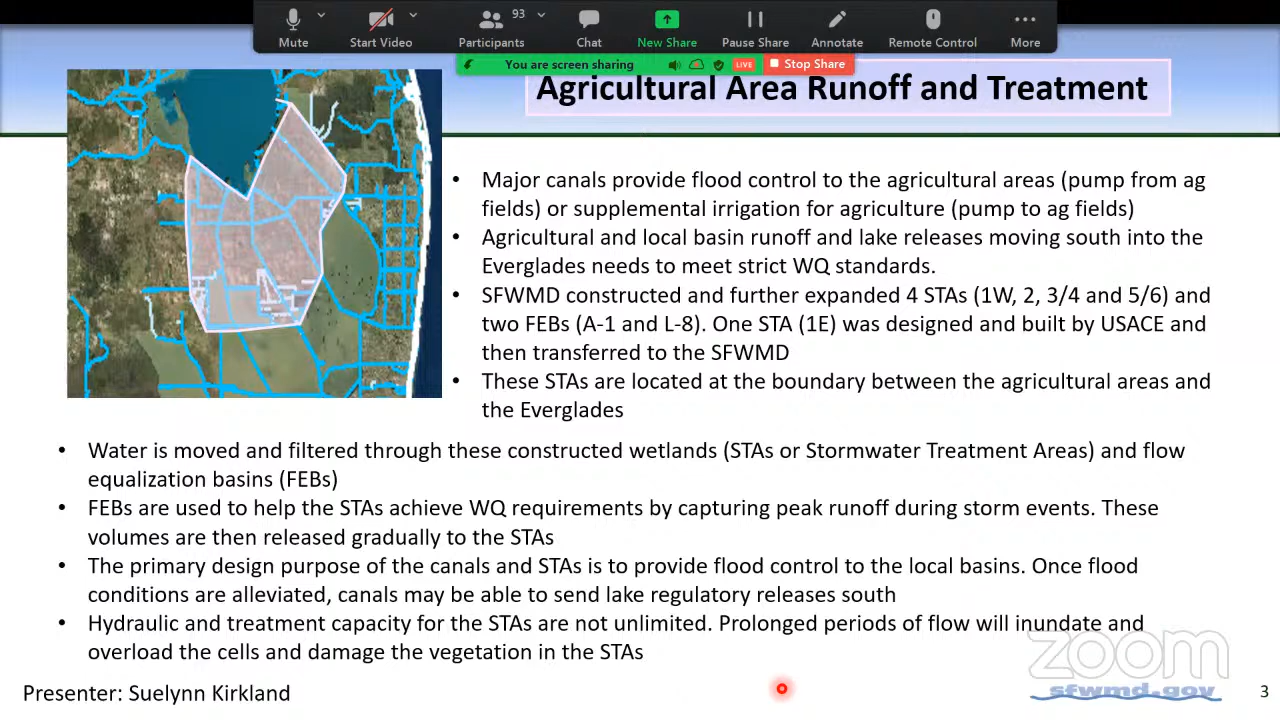 93
Mute
Start Video
Participants
Chat
New Share
Pause Share
Annotate
Remote Control
More
You are screen sharing
LIVE
Stop Share
Agricultural Area Runoff and Treatment
• Major canals provide flood control to the agricultural areas (pump from ag
fields) or supplemental irrigation for agriculture (pump to ag fields)
• Agricultural and local basin runoff and lake releases moving south into the
Everglades needs to meet strict WQ standards.
• SFWMD constructed and further expanded 4 STAs (1W, 2, 3/4 and 5/6) and
two FEBs (A-1 and L-8). One STA (1E) was designed and built by USACE and
then transferred to the SFWMD
• These STAs are located at the boundary between the agricultural areas and
the Everglades
• Water is moved and filtered through these constructed wetlands (STAs or Stormwater Treatment Areas) and flow
equalization basins (FEBs)
• FEBs are used to help the STAs achieve WQ requirements by capturing peak runoff during storm events. These
volumes are then released gradually to the STAs
• The primary design purpose of the canals and STAs is to provide flood control to the local basins. Once flood
conditions are alleviated, canals may be able to send lake regulatory releases south
• Hydraulic and treatment capacity for the STAs are not unlimited. Prolonged periods of flow will inundate and
overload the cells and damage the vegetation in the STAs
zoom
sfwmd.gov
Presenter: Suelynn Kirkland
3